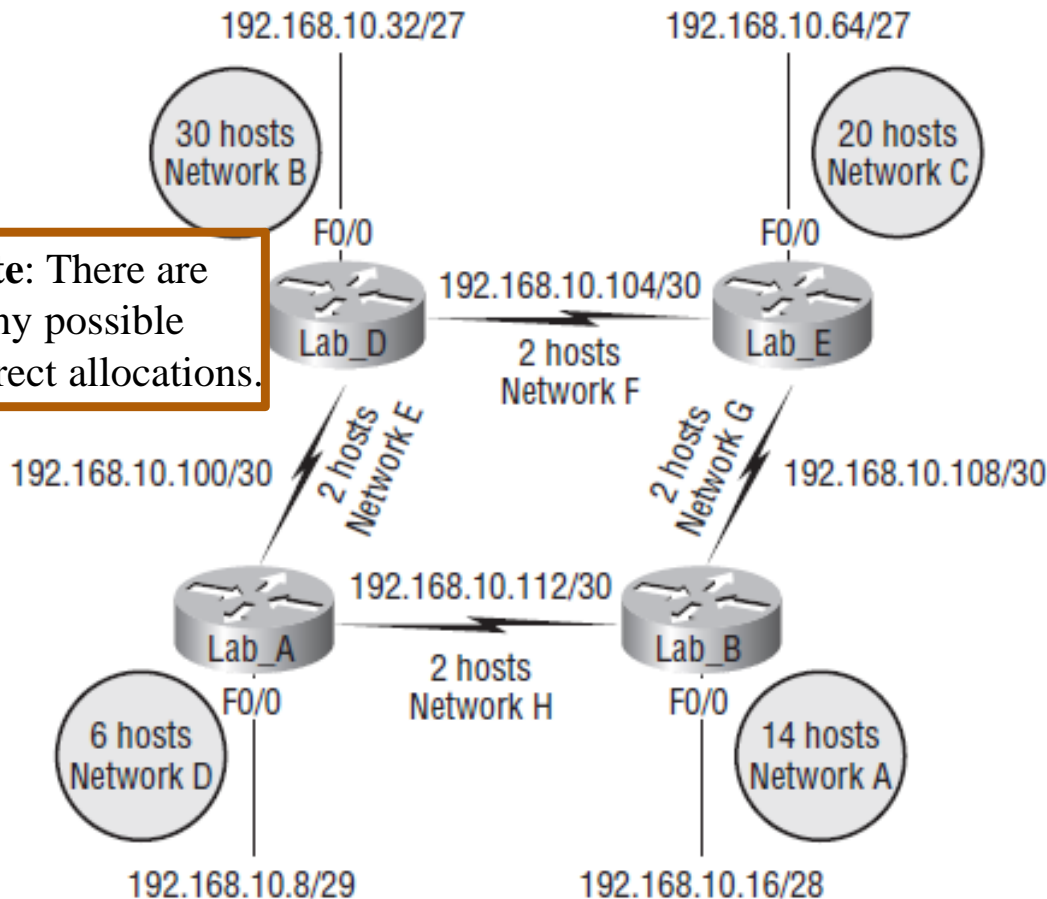 192.168.10.32/27
192.168.10.64/27
30 hosts
Network B
20 hosts
Network C
F0/0
F0/0
te: There are
ny possible
rect allocations.
192.168.10.104/30
Lab_D
Lab_E
2 hosts
Network F
2 hosts
Network E
2 hosts
Network G
192.168.10.100/30
192.168.10.108/30
192.168.10.112/30
Lab_A
Lab_B
2 hosts
Network H
F0/0
F0/0
6 hosts
Network D
14 hosts
Network A
192.168.10.8/29
192.168.10.16/28